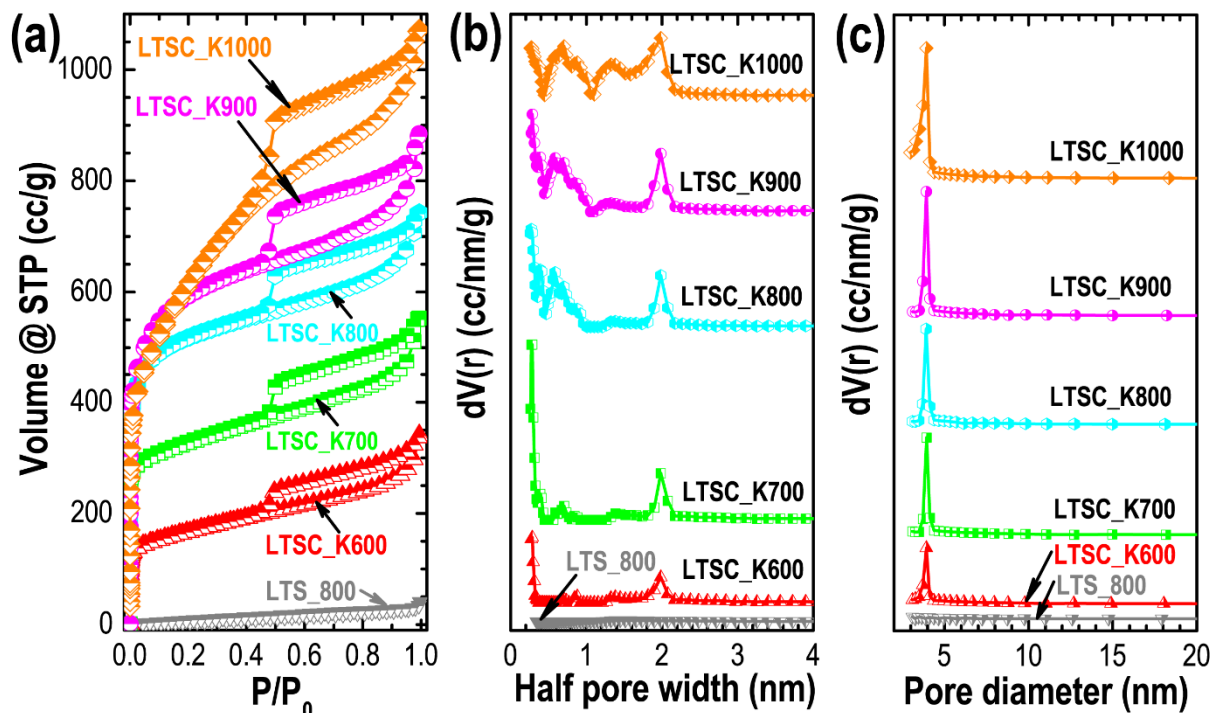 (a)
LTSC_K1000
LTSC_K900
LTSC_K800
LTSC_K700
LTSC_K600
LTS_800
1000
800
600
400
200
0
Volume @ STP (cc/g)
0.0 0.2 0.4 0.6 0.8 1.0
P/P₀
(b)
LTSC_K1000
LTSC_K900
LTSC_K800
LTSC_K700
LTS_800
LTSC_K600
dV(r) (cc/nm/g)
0 1 2 3 4
Half pore width (nm)
(c)
LTSC_K1000
LTSC_K900
LTSC_K800
LTSC_K700
LTSC_K600
LTS_800
dV(r) (cc/nm/g)
5 10 15 20
Pore diameter (nm)